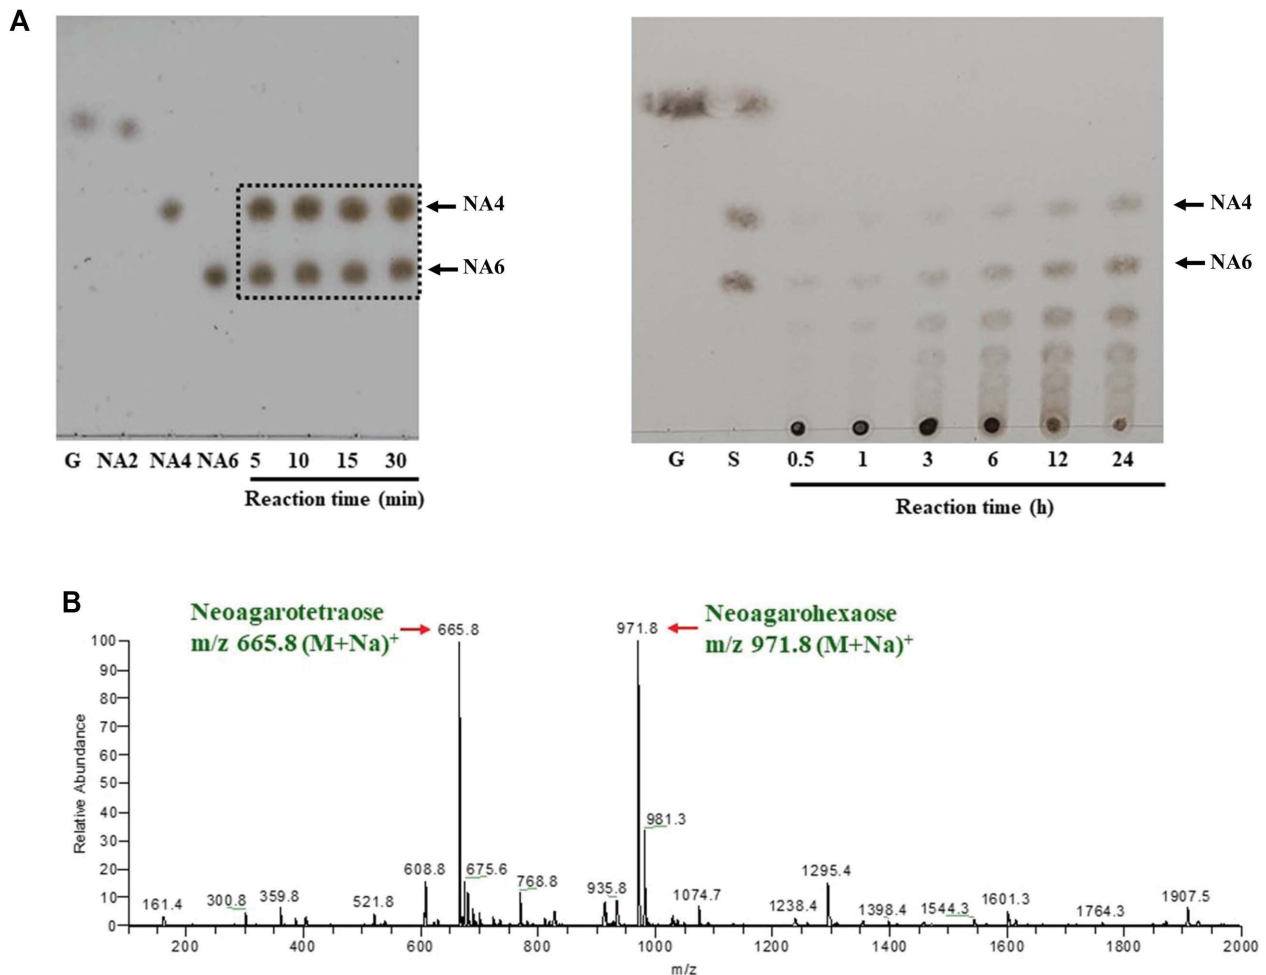 A
NA4
NA6
NA4
NA6
G NA2 NA4 NA6 5 10 15 30
Reaction time (min)
G S 0.5 1 3 6 12 24
Reaction time (h)
B
Neoagarotetraose
m/z 665.8 (M+Na)+
Neoagarohexaose
m/z 971.8 (M+Na)+
665.8
971.8
100
90
80
70
60
50
40
30
20
10
0
Relative Abundance
161.4
300.8
359.8
521.8
608.8
675.6
768.8
935.8
981.3
1074.7
1238.4
1295.4
1398.4
1544.3
1601.3
1764.3
1907.5
200 400 600 800 1000 1200 1400 1600 1800 2000
m/z